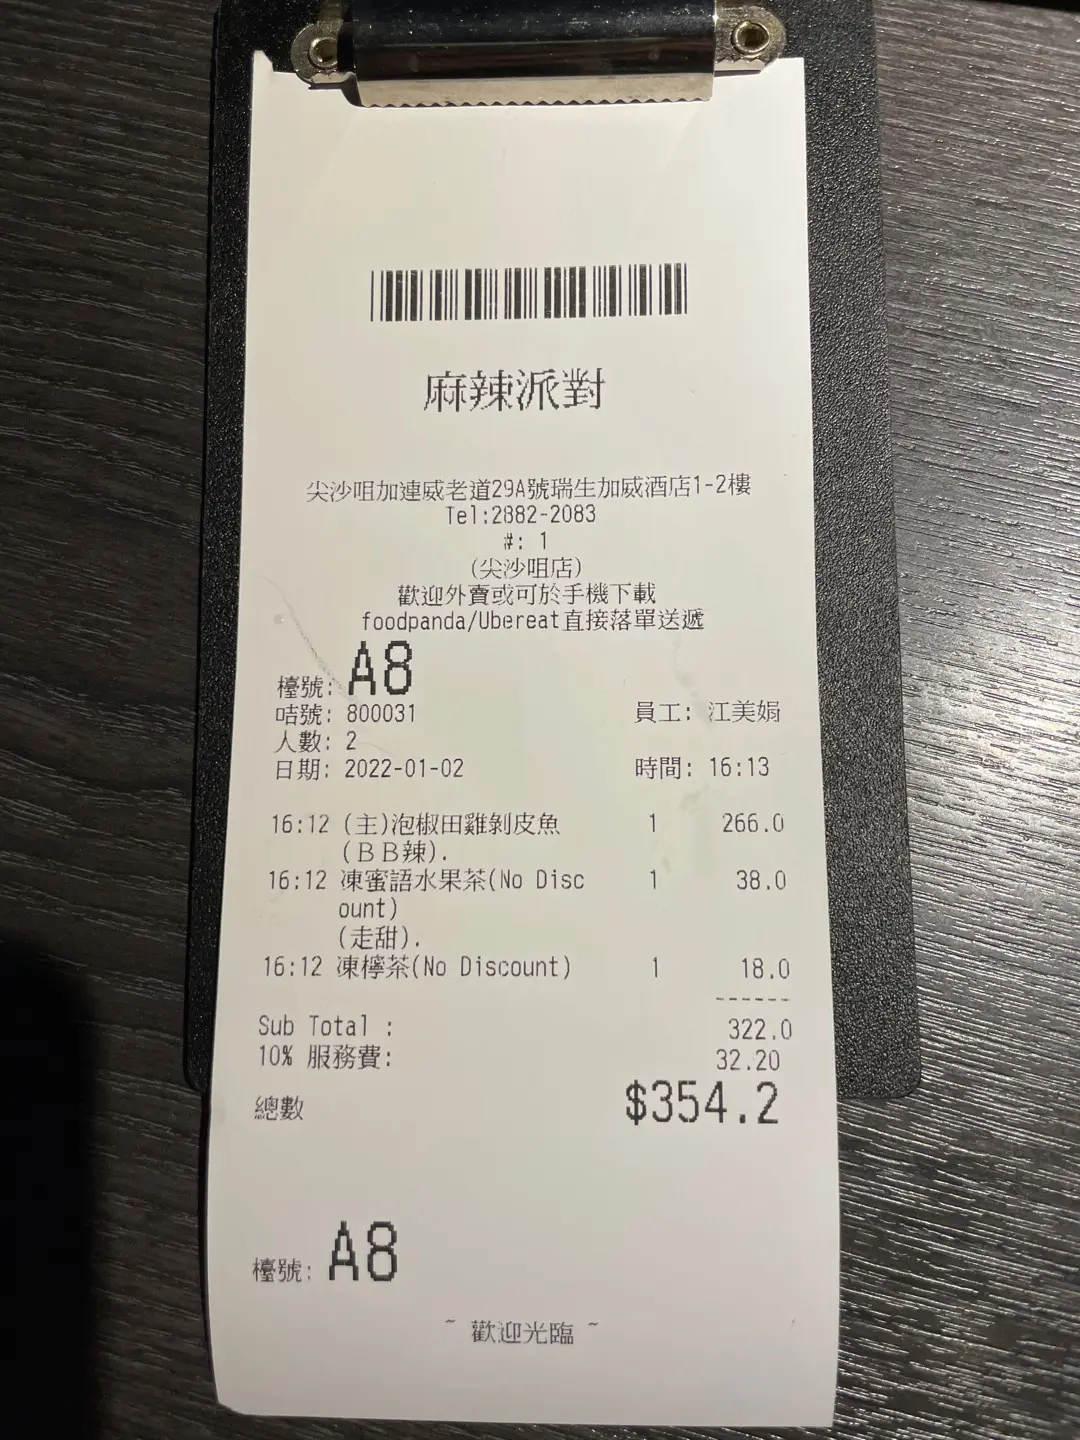 麻辣派對
尖沙咀加連威老道29A號瑞生加威酒店1-2樓
Tel:2882-2083
#: 1
(尖沙咀店)
歡迎外賣或可於手機下載
foodpanda/Ubereat直接落單送遞
檯號: A8
咭號: 800031 員工: 江美娟
人數: 2
日期: 2022-01-02 時間: 16:13
16:12 (主)泡椒田雞剝皮魚 1 266.0
(ＢＢ辣).
16:12 凍蜜語水果茶(No Disc 1 38.0
ount)
(走甜).
16:12 凍檸茶(No Discount) 1 18.0
------
Sub Total : 322.0
10% 服務費: 32.20
總數 $354.2
檯號: A8
~ 歡迎光臨 ~